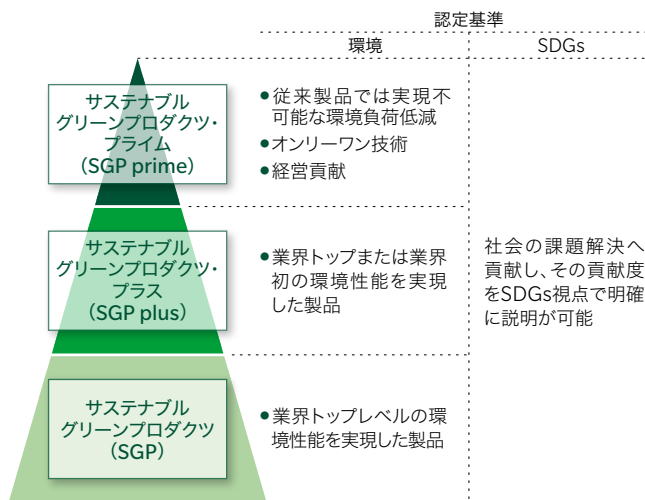 認定基準
環境
SDGs
サステナブル
グリーンプロダクツ・
プライム
（SGP prime）
●従来製品では実現不
可能な環境負荷低減
●オンリーワン技術
●経営貢献
サステナブル
グリーンプロダクツ・
プラス
（SGP plus）
●業界トップまたは業界
初の環境性能を実現
した製品
社会の課題解決へ
貢献し、その貢献度
をSDGs視点で明確
に説明が可能
サステナブル
グリーンプロダクツ
（SGP）
●業界トップレベルの環
境性能を実現した製品